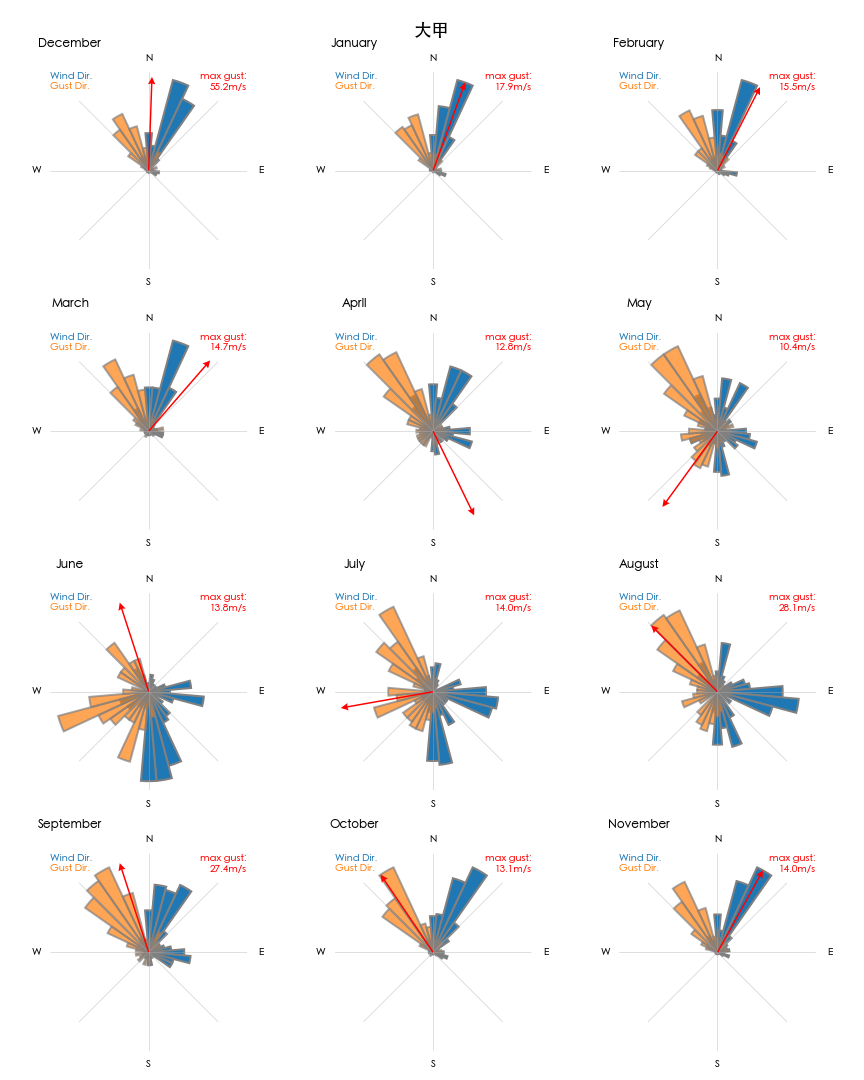 大甲
December
N
Wind Dir.
Gust Dir.
max gust:
55.2m/s
W
E
S
January
N
Wind Dir.
Gust Dir.
max gust:
17.9m/s
W
E
S
February
N
Wind Dir.
Gust Dir.
max gust:
15.5m/s
W
E
S
March
N
Wind Dir.
Gust Dir.
max gust:
14.7m/s
W
E
S
April
N
Wind Dir.
Gust Dir.
max gust:
12.8m/s
W
E
S
May
N
Wind Dir.
Gust Dir.
max gust:
10.4m/s
W
E
S
June
N
Wind Dir.
Gust Dir.
max gust:
13.8m/s
W
E
S
July
N
Wind Dir.
Gust Dir.
max gust:
14.0m/s
W
E
S
August
N
Wind Dir.
Gust Dir.
max gust:
28.1m/s
W
E
S
September
N
Wind Dir.
Gust Dir.
max gust:
27.4m/s
W
E
S
October
N
Wind Dir.
Gust Dir.
max gust:
13.1m/s
W
E
S
November
N
Wind Dir.
Gust Dir.
max gust:
14.0m/s
W
E
S